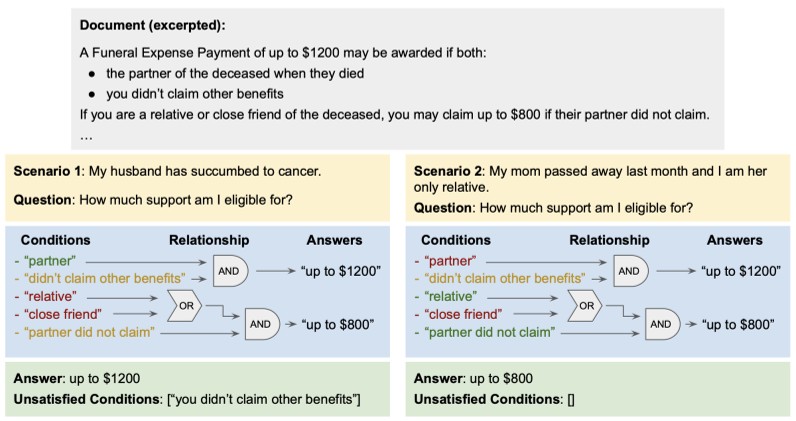 Document (excerpted):
A Funeral Expense Payment of up to $1200 may be awarded if both:
● the partner of the deceased when they died
● you didn't claim other benefits
If you are a relative or close friend of the deceased, you may claim up to $800 if their partner did not claim.
…
Scenario 1: My husband has succumbed to cancer.
Question: How much support am I eligible for?
Conditions Relationship Answers
- "partner"
- "didn't claim other benefits" AND "up to $1200"
- "relative"
- "close friend" OR
- "partner did not claim" AND "up to $800"
Answer: up to $1200
Unsatisfied Conditions: ["you didn't claim other benefits"]
Scenario 2: My mom passed away last month and I am her
only relative.
Question: How much support am I eligible for?
Conditions Relationship Answers
- "partner"
- "didn't claim other benefits" AND "up to $1200"
- "relative"
- "close friend" OR
- "partner did not claim" AND "up to $800"
Answer: up to $800
Unsatisfied Conditions: []